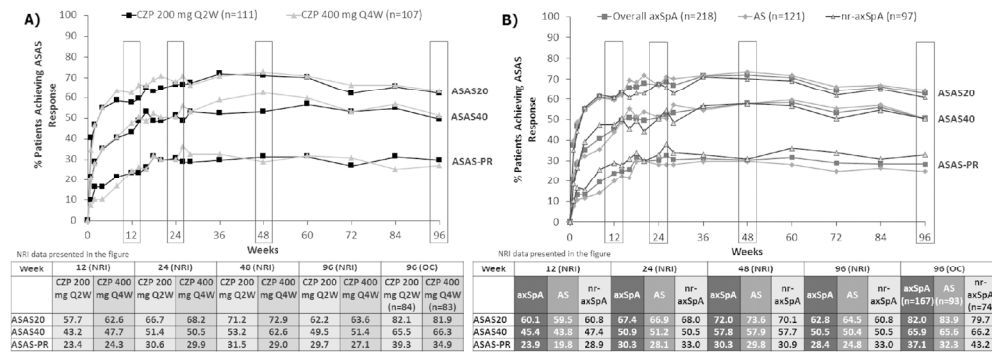 A)
CZP 200 mg Q2W (n=111)
CZP 400 mg Q4W (n=107)
% Patients Achieving ASAS Response
100
90
80
70
60
50
40
30
20
10
0
0 12 24 36 48 60 72 84 96
Weeks
ASAS20
ASAS40
ASAS-PR
NRI data presented in the figure
Week 12 (NRI) 24 (NRI) 48 (NRI) 96 (NRI) 96 (OC)
CZP 200 mg Q2W CZP 400 mg Q4W CZP 200 mg Q2W CZP 400 mg Q4W CZP 200 mg Q2W CZP 400 mg Q4W CZP 200 mg Q2W CZP 400 mg Q4W CZP 200 mg Q2W (n=84) CZP 400 mg Q4W (n=83)
ASAS20 57.7 62.6 66.7 68.2 71.2 72.9 62.2 63.6 82.1 81.9
ASAS40 43.2 47.7 51.4 50.5 53.2 62.6 49.5 51.4 65.5 66.3
ASAS-PR 23.4 24.3 30.6 29.9 31.5 29.0 29.7 27.1 39.3 34.9
B)
Overall axSpA (n=218)
AS (n=121)
nr-axSpA (n=97)
% Patients Achieving ASAS Response
100
90
80
70
60
50
40
30
20
10
0
0 12 24 36 48 60 72 84 96
Weeks
ASAS20
ASAS40
ASAS-PR
NRI data presented in the figure
Week 12 (NRI) 24 (NRI) 48 (NRI) 96 (NRI) 96 (OC)
axSpA AS nr-axSpA axSpA AS nr-axSpA axSpA AS nr-axSpA axSpA AS nr-axSpA axSpA (n=167) AS (n=93) nr-axSpA (n=74)
ASAS20 60.1 59.5 60.8 67.4 66.9 68.0 72.0 73.6 70.1 62.8 64.5 60.8 82.0 83.9 79.7
ASAS40 45.4 43.8 47.4 50.9 51.2 50.5 57.8 57.9 57.7 50.5 50.4 50.5 65.9 65.6 66.2
ASAS-PR 23.9 19.8 28.9 30.3 28.1 33.0 30.3 29.8 30.9 28.4 24.8 33.0 37.1 32.3 43.2